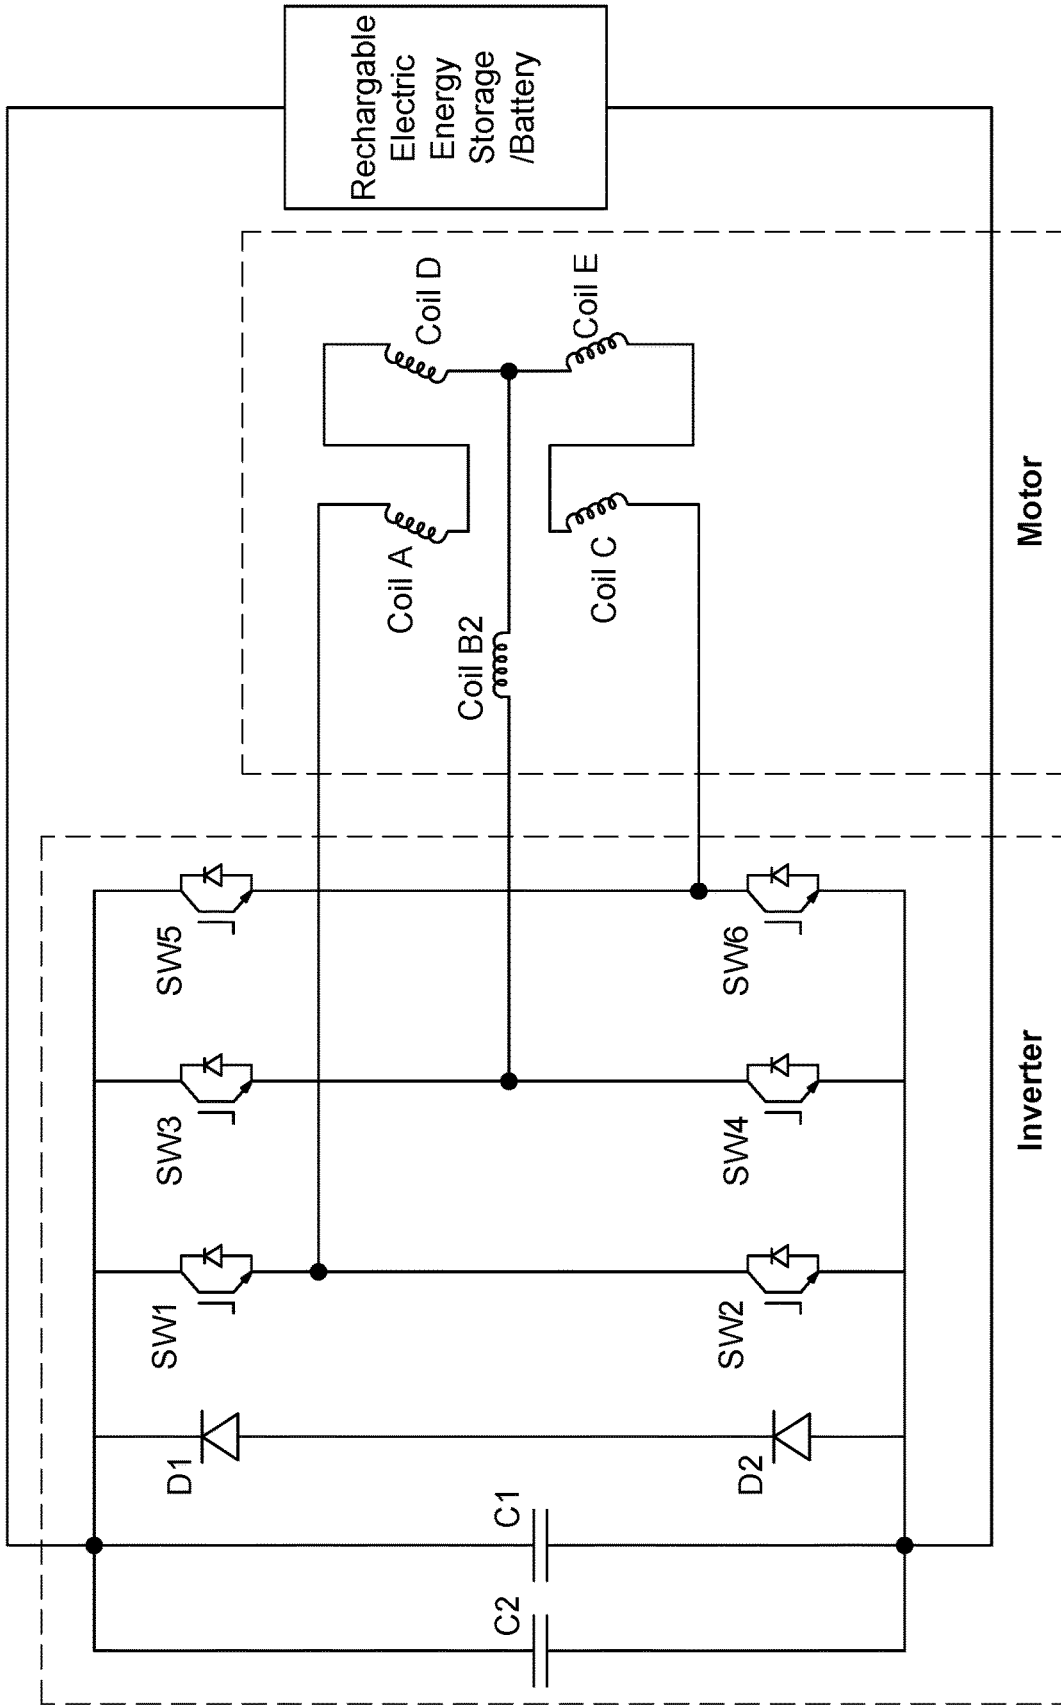 Rechargable
Electric
Energy
Storage
/Battery
Coil D
Coil E
Coil A
Coil C
Coil B2
Motor
SW5
SW6
SW3
SW4
Inverter
SW1
SW2
D1
D2
C1
C2